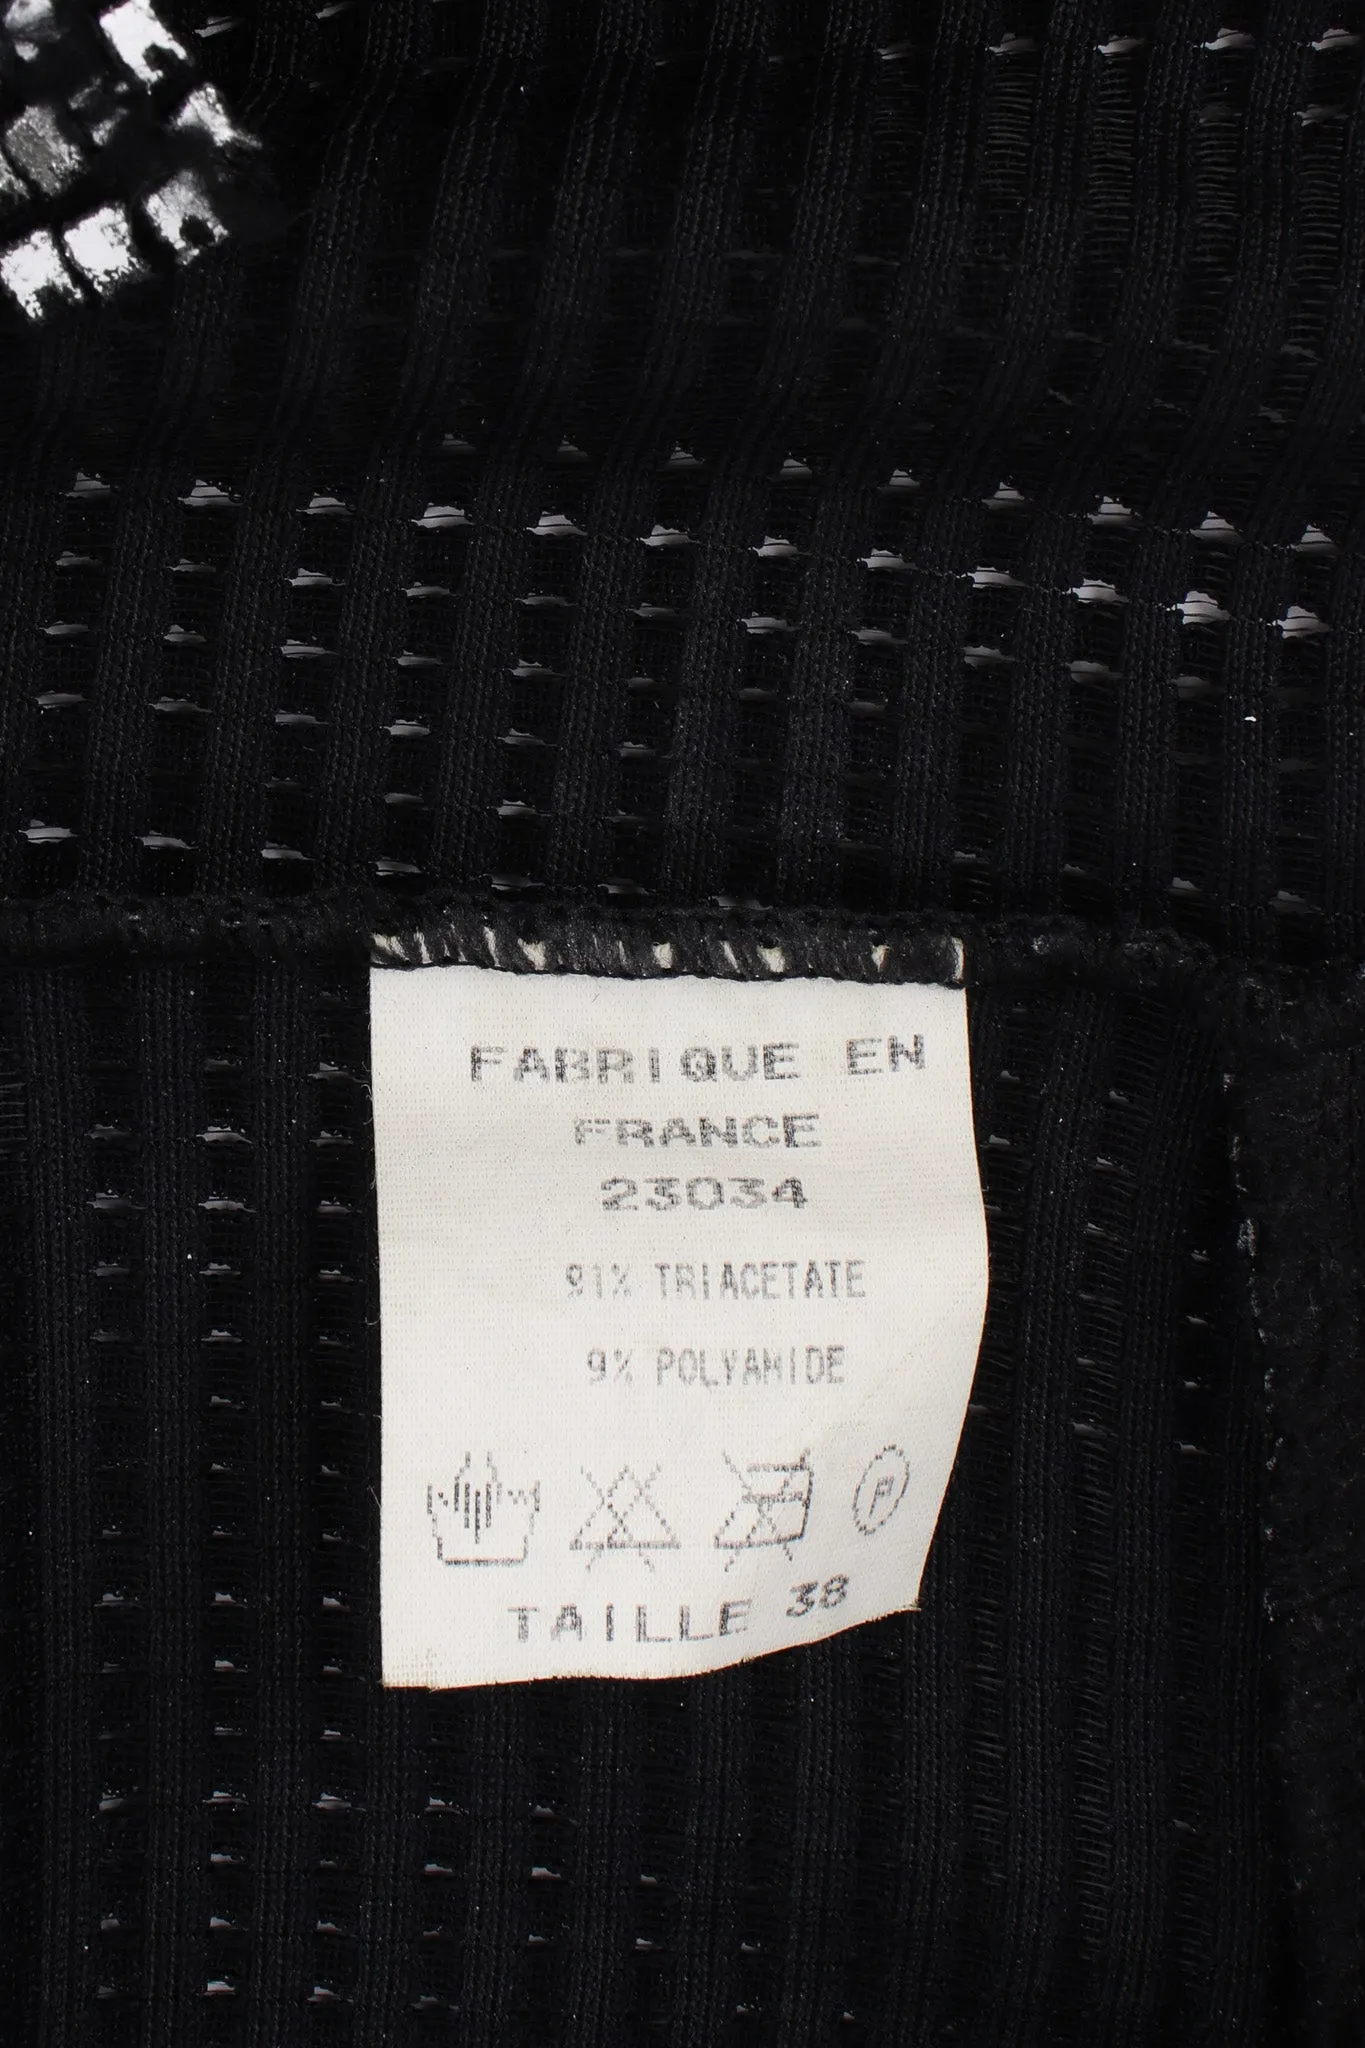 FABRIQUE EN
FRANCE
23034
91% TRIACETATE
9% POLYAMIDE
P
TAILLE 38